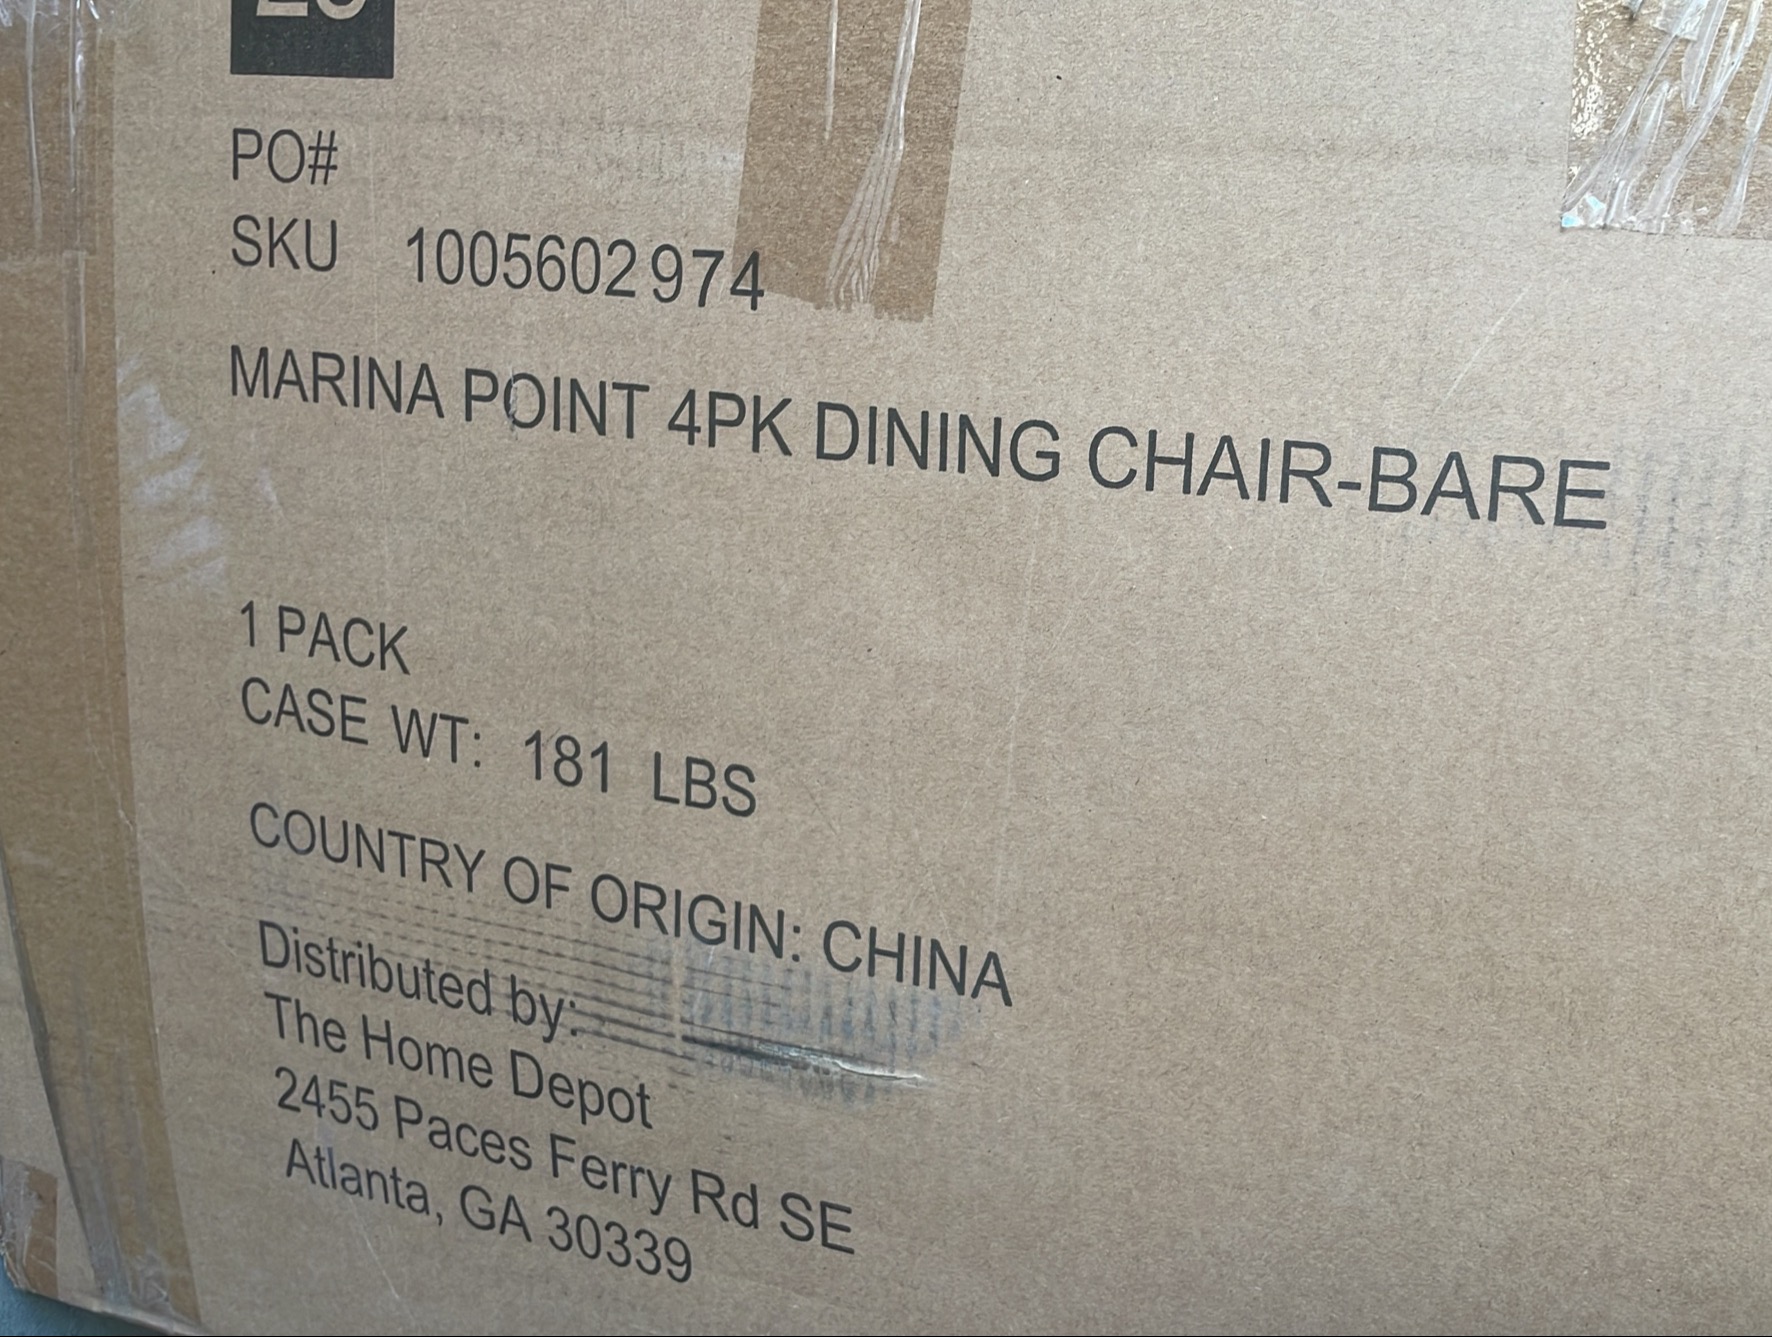 PO#
SKU 1005602974
MARINA POINT 4PK DINING CHAIR-BARE
1 PACK
CASE WT: 181 LBS
COUNTRY OF ORIGIN: CHINA
Distributed by:
The Home Depot
2455 Paces Ferry Rd SE
Atlanta, GA 30339